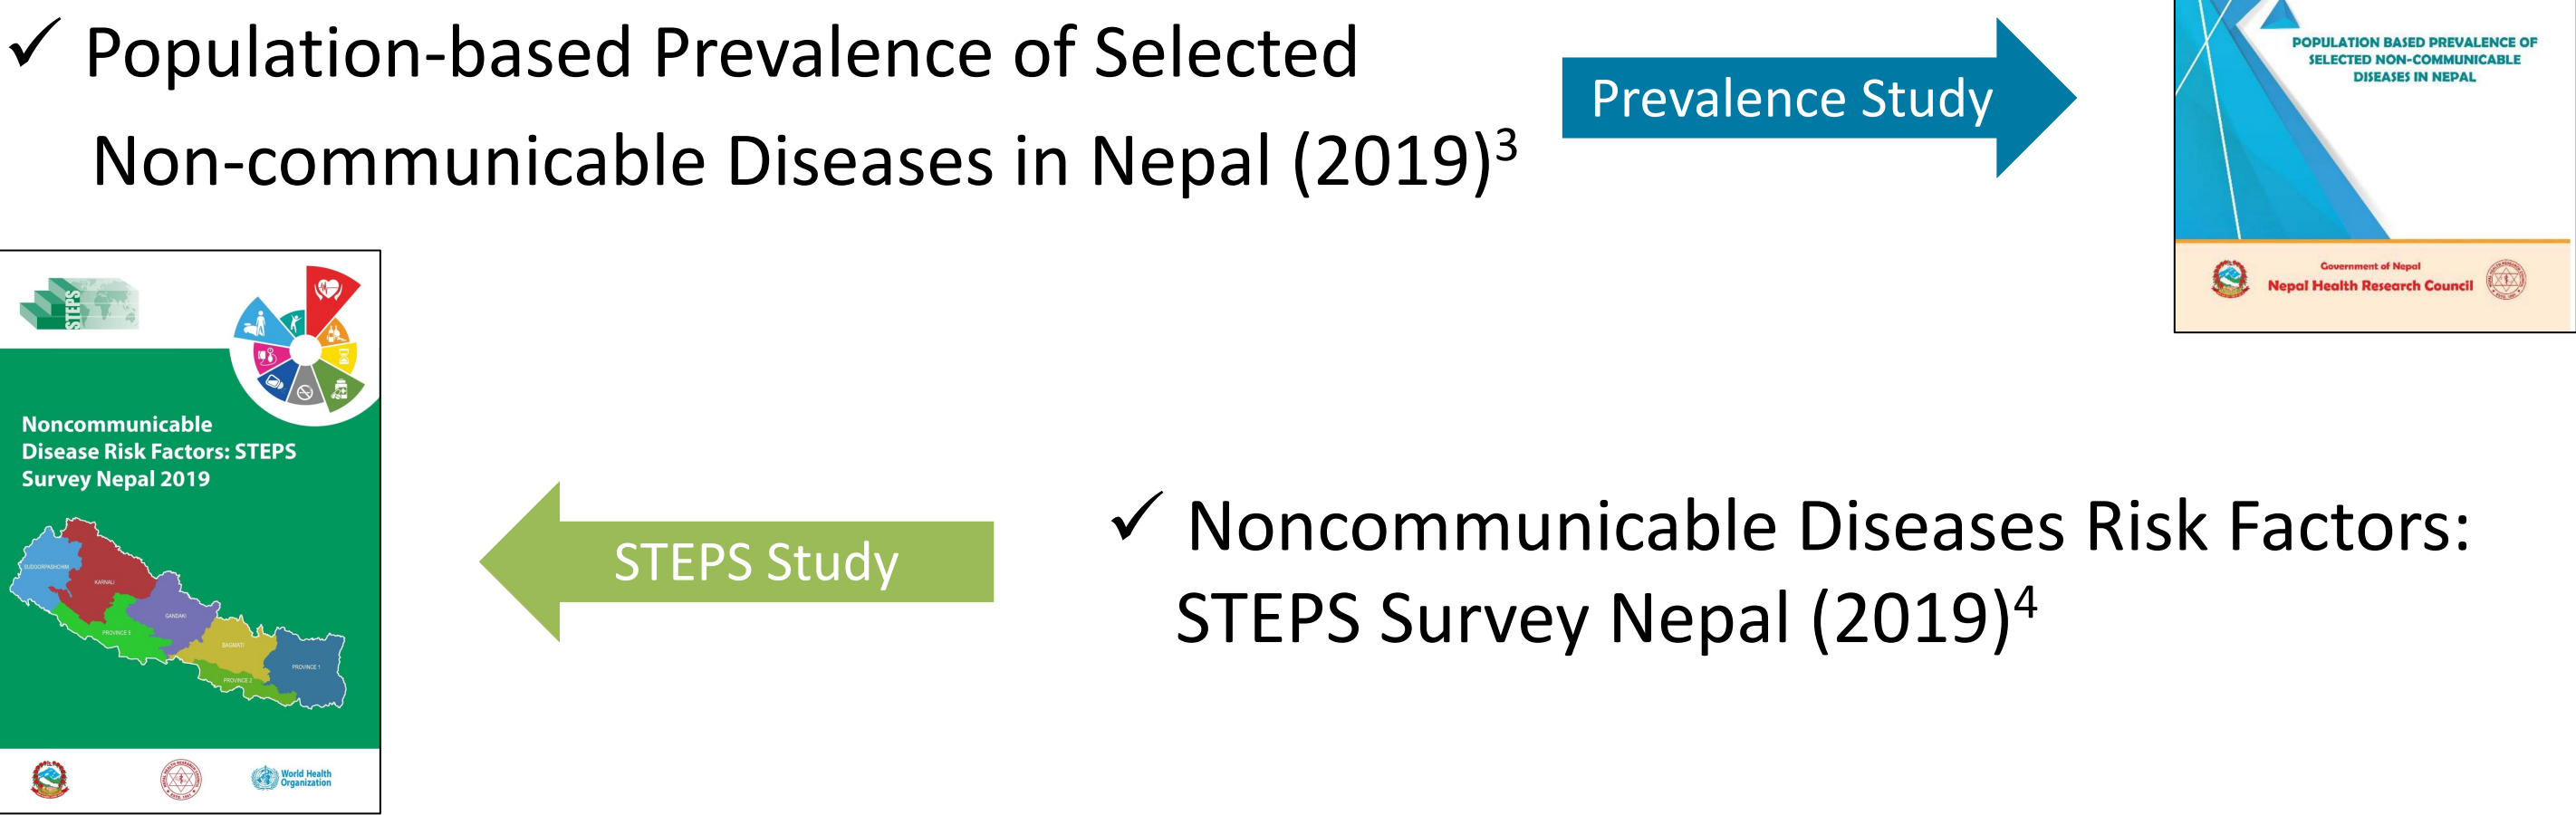 ✓ Population-based Prevalence of Selected
Non-communicable Diseases in Nepal (2019)³
Prevalence Study
POPULATION BASED PREVALENCE OF
SELECTED NON-COMMUNICABLE
DISEASES IN NEPAL
Government of Nepal
Nepal Health Research Council
STEPS
Noncommunicable
Disease Risk Factors: STEPS
Survey Nepal 2019
SUDOORPASHCHIM
KARNALI
GANDAKI
PROVINCE 5
BAGMATI
PROVINCE 1
PROVINCE 2
World Health
Organization
STEPS Study
✓ Noncommunicable Diseases Risk Factors:
STEPS Survey Nepal (2019)⁴